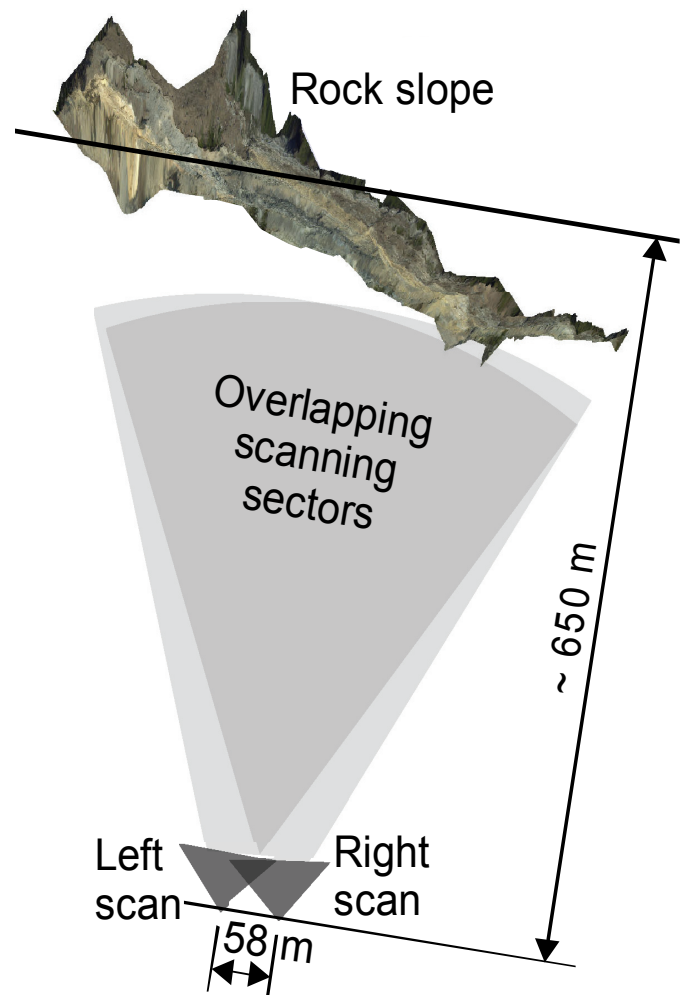 Rock slope
Overlapping
scanning
sectors
~ 650 m
Left
scan
Right
scan
58 m